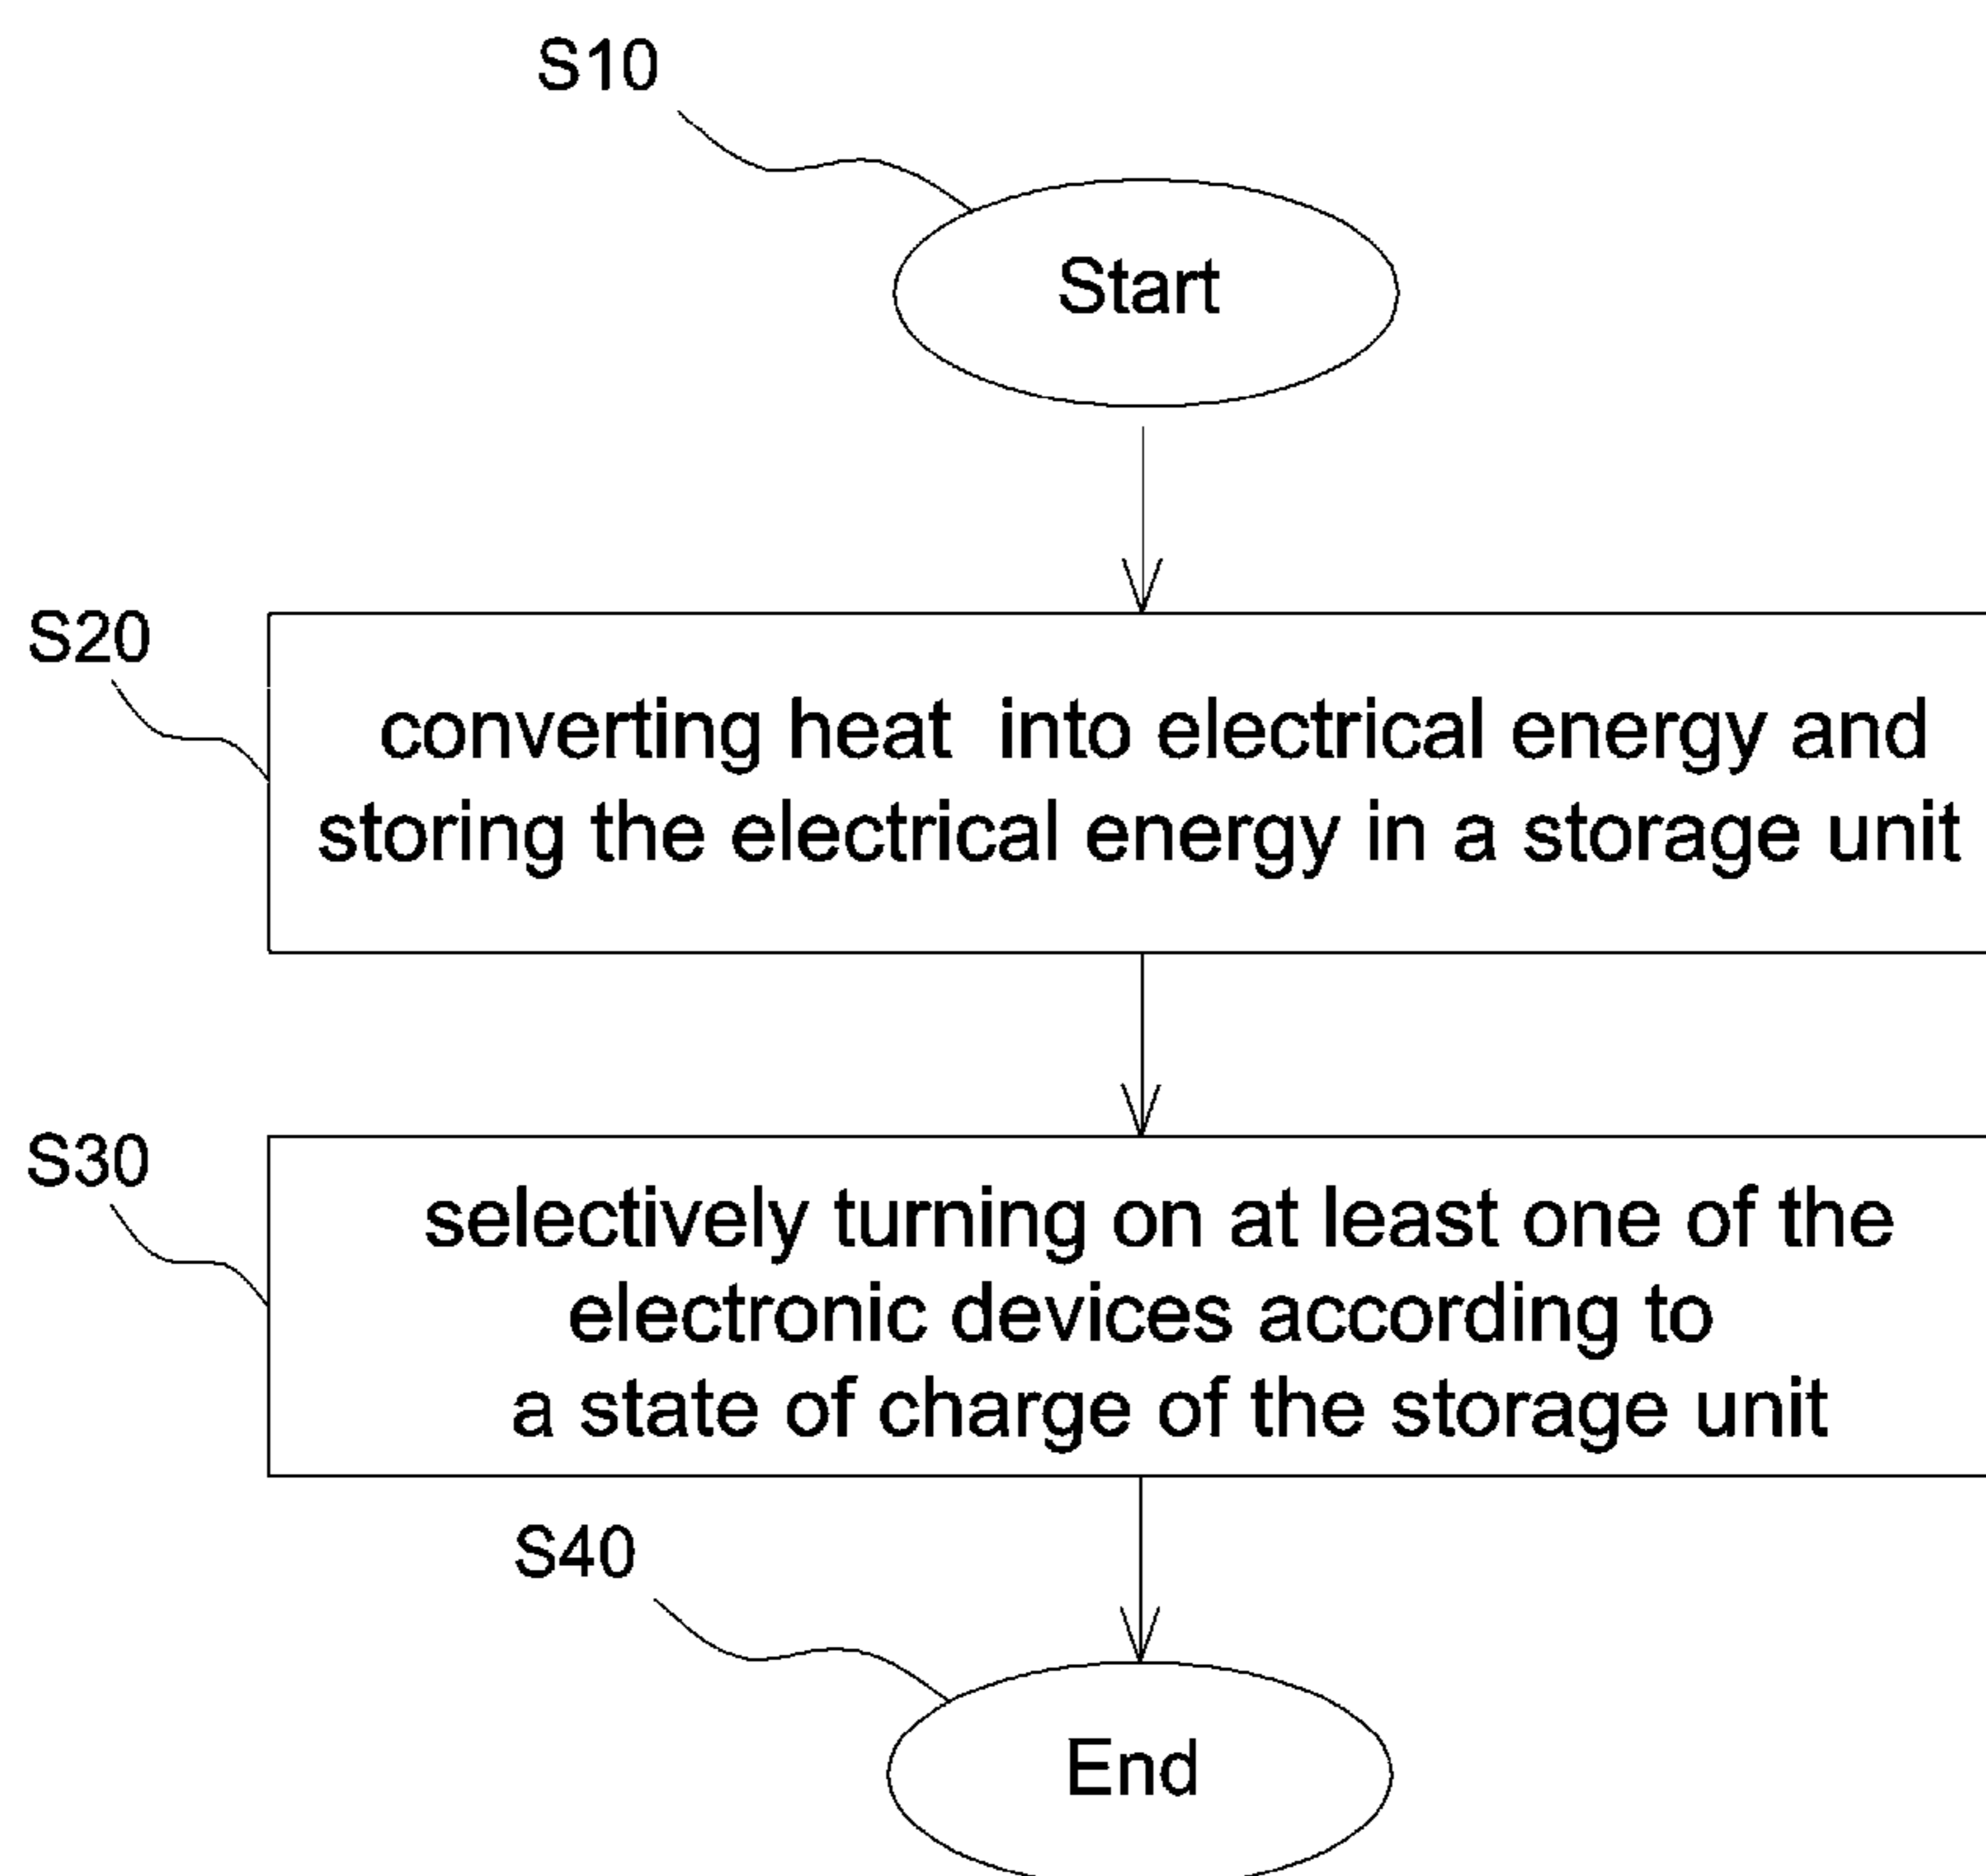 S10
Start
S20
converting heat into electrical energy and
storing the electrical energy in a storage unit
S30
selectively turning on at least one of the
electronic devices according to
a state of charge of the storage unit
S40
End